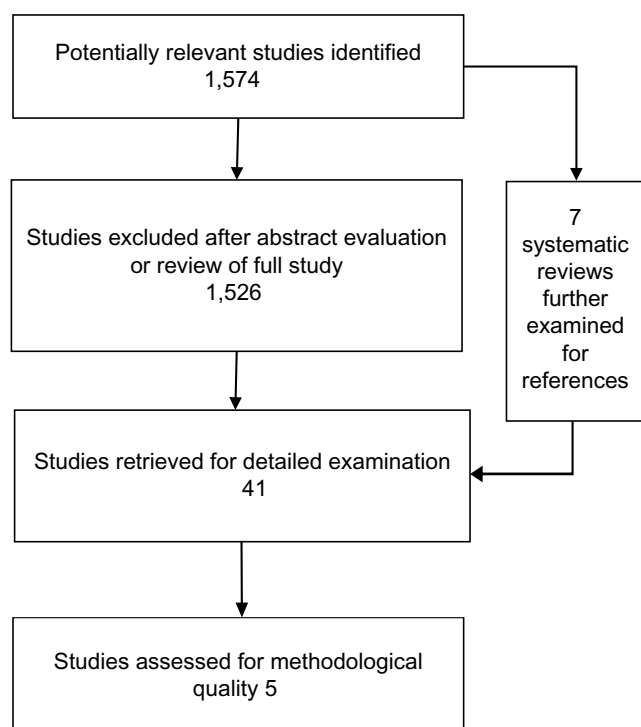 Potentially relevant studies identified
1,574
Studies excluded after abstract evaluation
or review of full study
1,526
7
systematic
reviews
further
examined
for
references
Studies retrieved for detailed examination
41
Studies assessed for methodological
quality 5